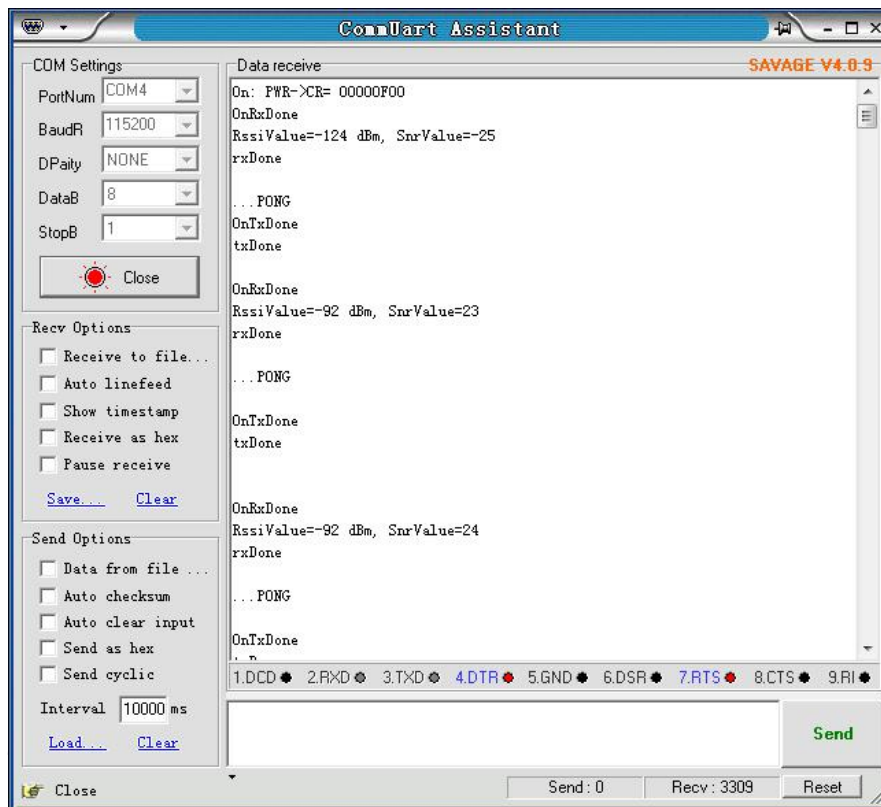 CommUart Assistant
COM Settings
PortNum COM4
BaudR 115200
DPaity NONE
DataB 8
StopB 1
Close
Recv Options
Receive to file...
Auto linefeed
Show timestamp
Receive as hex
Pause receive
Save... Clear
Send Options
Data from file ...
Auto checksum
Auto clear input
Send as hex
Send cyclic
Interval 10000 ms
Load... Clear
Data receive
SAVAGE V4.0.9
On: PWR->CR= 00000F00
OnRxDone
RssiValue=-124 dBm, SnrValue=-25
rxDone
...PONG
OnTxDone
txDone
OnRxDone
RssiValue=-92 dBm, SnrValue=23
rxDone
...PONG
OnTxDone
txDone
OnRxDone
RssiValue=-92 dBm, SnrValue=24
rxDone
...PONG
OnTxDone
1.DCD 2.RXD 3.TXD 4.DTR 5.GND 6.DSR 7.RTS 8.CTS 9.RI
Send
Close
Send : 0 Recv : 3309 Reset